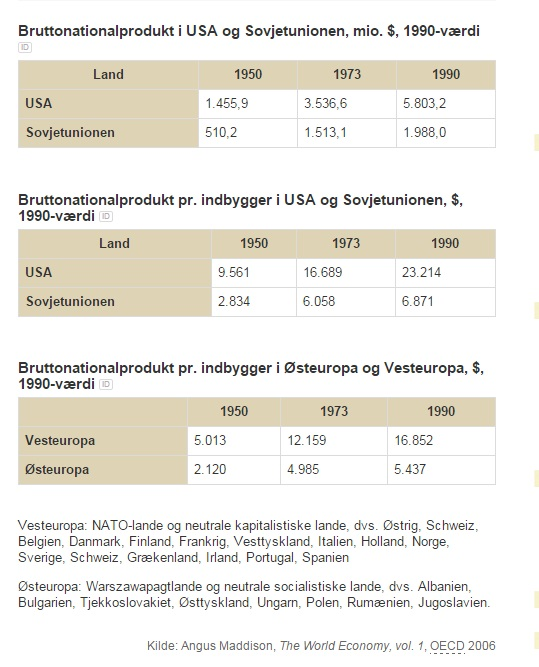 Bruttonationalprodukt i USA og Sovjetunionen, mio. $, 1990-værdi
ID
Land 1950 1973 1990
USA 1.455,9 3.536,6 5.803,2
Sovjetunionen 510,2 1.513,1 1.988,0
Bruttonationalprodukt pr. indbygger i USA og Sovjetunionen, $,
1990-værdi ID
Land 1950 1973 1990
USA 9.561 16.689 23.214
Sovjetunionen 2.834 6.058 6.871
Bruttonationalprodukt pr. indbygger i Østeuropa og Vesteuropa, $,
1990-værdi ID
1950 1973 1990
Vesteuropa 5.013 12.159 16.852
Østeuropa 2.120 4.985 5.437
Vesteuropa: NATO-lande og neutrale kapitalistiske lande, dvs. Østrig, Schweiz,
Belgien, Danmark, Finland, Frankrig, Vesttyskland, Italien, Holland, Norge,
Sverige, Schweiz, Grækenland, Irland, Portugal, Spanien
Østeuropa: Warszawapagtlande og neutrale socialistiske lande, dvs. Albanien,
Bulgarien, Tjekkoslovakiet, Østtyskland, Ungarn, Polen, Rumænien, Jugoslavien.
Kilde: Angus Maddison, The World Economy, vol. 1, OECD 2006